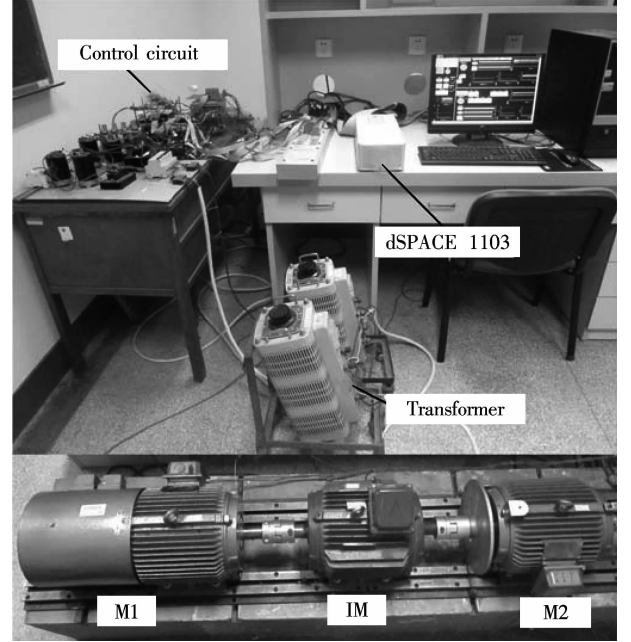 Control circuit
dSPACE 1103
Transformer
M1
IM
M2